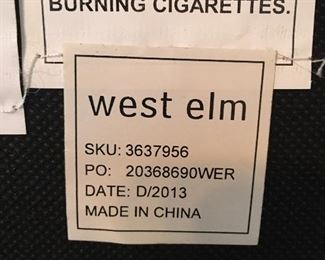 BURNING CIGARETTES.
west elm
SKU: 3637956
PO: 20368690WER
DATE: D/2013
MADE IN CHINA